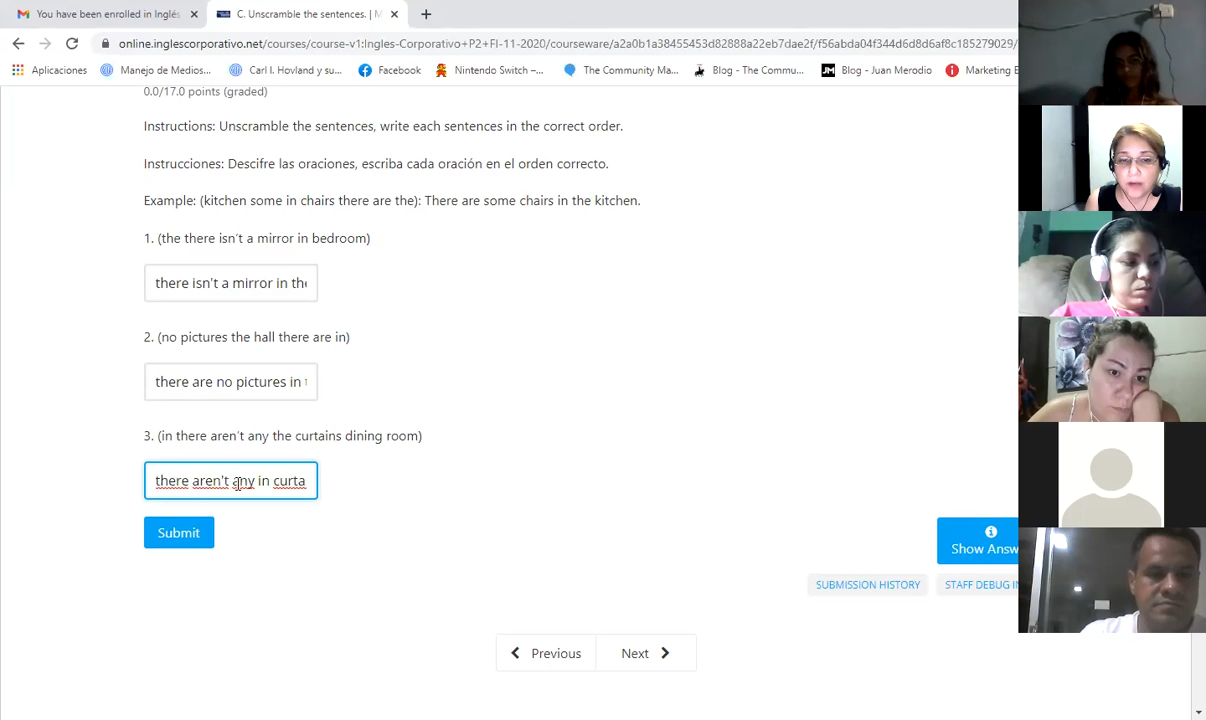 You have been enrolled in Inglés
C. Unscramble the sentences. | M
online.inglescorporativo.net/courses/course-v1:Ingles-Corporativo+P2+FI-11-2020/courseware/a2a0b1a38455453d82888a22eb7dae2f/f56abda04f344d6d8d6af8c185279029/
Aplicaciones
Manejo de Medios...
Carl I. Hovland y su...
Facebook
Nintendo Switch –...
The Community Ma...
Blog - The Commu...
Blog - Juan Merodio
Marketing E
0.0/17.0 points (graded)
Instructions: Unscramble the sentences, write each sentences in the correct order.
Instrucciones: Descifre las oraciones, escriba cada oración en el orden correcto.
Example: (kitchen some in chairs there are the): There are some chairs in the kitchen.
1. (the there isn't a mirror in bedroom)
there isn't a mirror in the
2. (no pictures the hall there are in)
there are no pictures in
3. (in there aren't any the curtains dining room)
there aren't any in curta
Submit
Show Answ
SUBMISSION HISTORY
STAFF DEBUG IN
Previous
Next